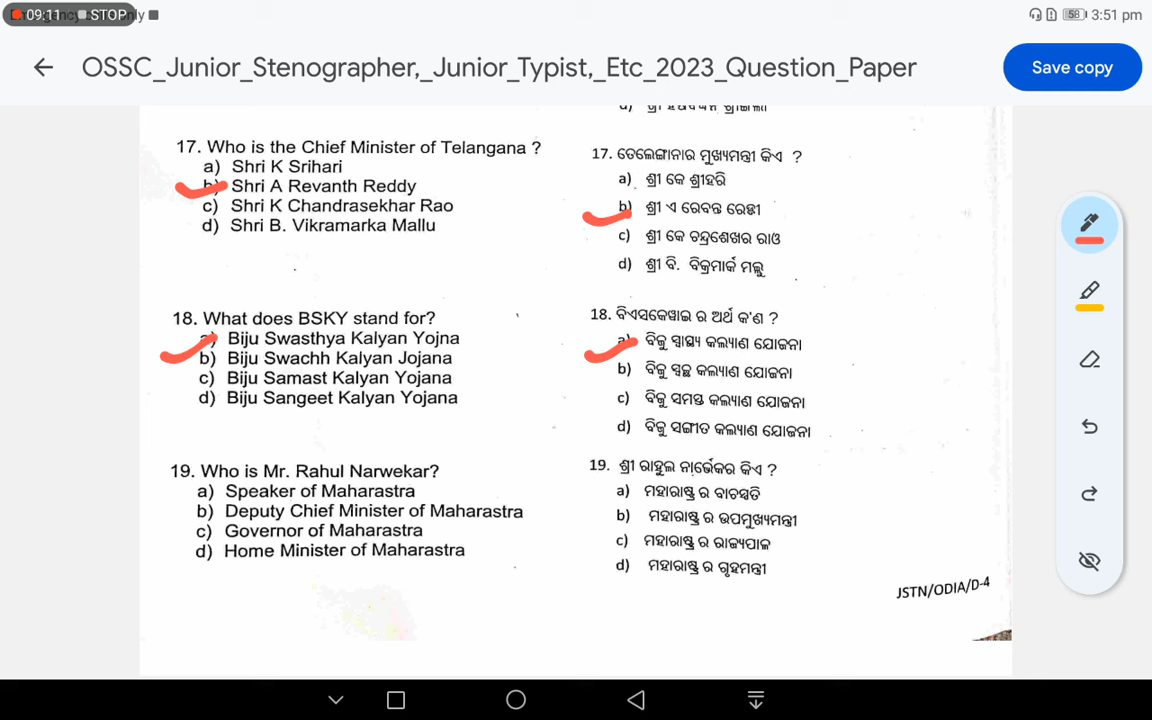 09:11 STOP
58 3:51 pm
OSSC_Junior_Stenographer,_Junior_Typist,_Etc_2023_Question_Paper
Save copy
17. Who is the Chief Minister of Telangana ?
a) Shri K Srihari
b) Shri A Revanth Reddy
c) Shri K Chandrasekhar Rao
d) Shri B. Vikramarka Mallu
18. What does BSKY stand for?
a) Biju Swasthya Kalyan Yojna
b) Biju Swachh Kalyan Jojana
c) Biju Samast Kalyan Yojana
d) Biju Sangeet Kalyan Yojana
19. Who is Mr. Rahul Narwekar?
a) Speaker of Maharastra
b) Deputy Chief Minister of Maharastra
c) Governor of Maharastra
d) Home Minister of Maharastra
17. ତେଲେଙ୍ଗାନାର ମୁଖ୍ୟମନ୍ତ୍ରୀ କିଏ ?
a) ଶ୍ରୀ କେ ଶ୍ରୀହରି
b) ଶ୍ରୀ ଏ ରେବନ୍ତ ରେଡ୍ଡୀ
c) ଶ୍ରୀ କେ ଚନ୍ଦ୍ରଶେଖର ରାଓ
d) ଶ୍ରୀ ବି. ବିକ୍ରମାର୍କ ମଲ୍ଲୁ
18. ବିଏସକେୱାଇ ର ଅର୍ଥ କ'ଣ ?
a) ବିଜୁ ସ୍ୱାସ୍ଥ୍ୟ କଲ୍ୟାଣ ଯୋଜନା
b) ବିଜୁ ସ୍ୱଚ୍ଛ କଲ୍ୟାଣ ଯୋଜନା
c) ବିଜୁ ସମସ୍ତ କଲ୍ୟାଣ ଯୋଜନା
d) ବିଜୁ ସଙ୍ଗୀତ କଲ୍ୟାଣ ଯୋଜନା
19. ଶ୍ରୀ ରାହୁଲ ନାର୍ଭେକର କିଏ ?
a) ମହାରାଷ୍ଟ୍ର ର ବାଚସ୍ପତି
b) ମହାରାଷ୍ଟ୍ର ର ଉପମୁଖ୍ୟମନ୍ତ୍ରୀ
c) ମହାରାଷ୍ଟ୍ର ର ରାଜ୍ୟପାଳ
d) ମହାରାଷ୍ଟ୍ର ର ଗୃହମନ୍ତ୍ରୀ
JSTN/ODIA/D-4